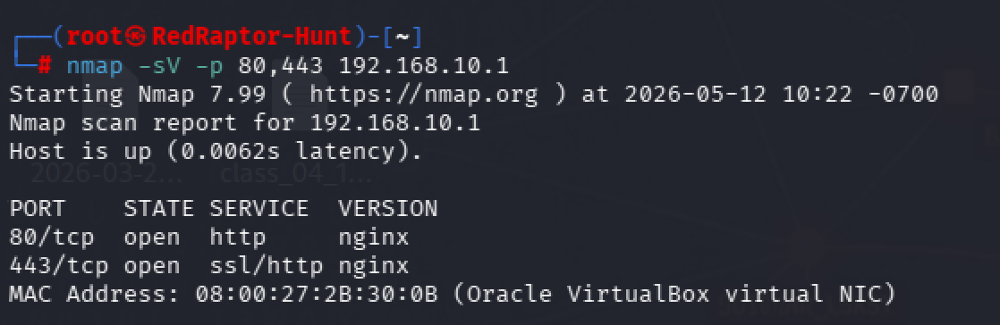 ┌──(root㉿RedRaptor-Hunt)-[~]
└─# nmap -sV -p 80,443 192.168.10.1
Starting Nmap 7.99 ( https://nmap.org ) at 2026-05-12 10:22 -0700
Nmap scan report for 192.168.10.1
Host is up (0.0062s latency).
2026-03-2... class_04_1...
PORT    STATE SERVICE  VERSION
80/tcp  open  http     nginx
443/tcp open  ssl/http nginx
MAC Address: 08:00:27:2B:30:0B (Oracle VirtualBox virtual NIC)